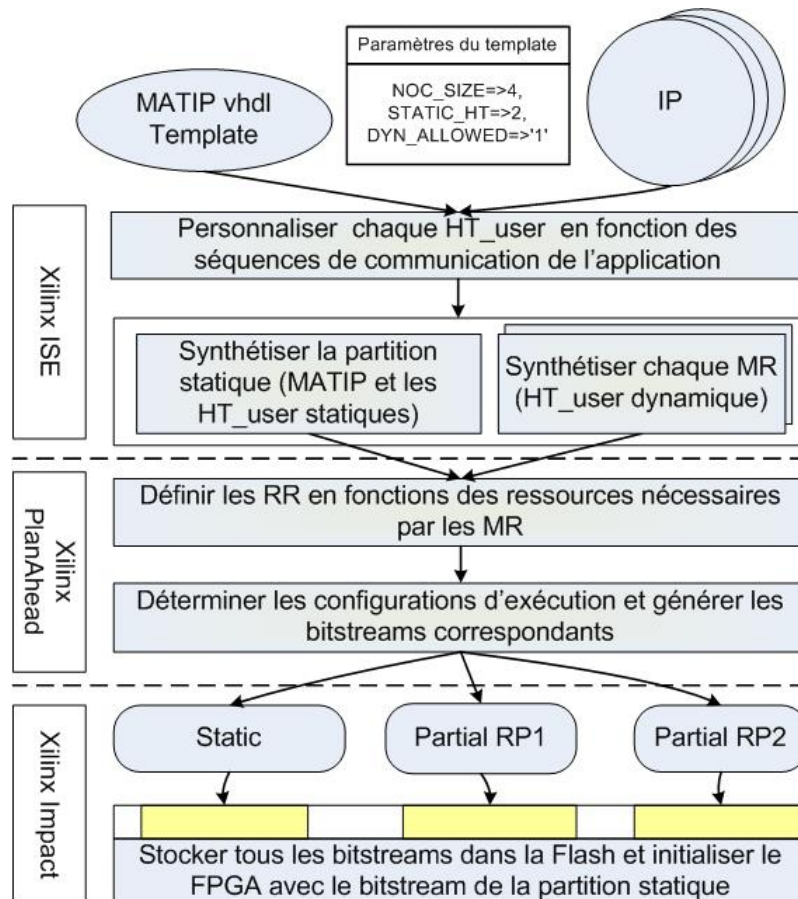 Paramètres du template
NOC_SIZE=>4,
STATIC_HT=>2,
DYN_ALLOWED=>'1'
MATIP vhdl
Template
IP
Xilinx ISE
Personnaliser chaque HT_user en fonction des
séquences de communication de l'application
Synthétiser la partition
statique (MATIP et les
HT_user statiques)
Synthétiser chaque MR
(HT_user dynamique)
Xilinx
PlanAhead
Définir les RR en fonctions des ressources nécessaires
par les MR
Déterminer les configurations d'exécution et générer les
bitstreams correspondants
Xilinx Impact
Static
Partial RP1
Partial RP2
Stocker tous les bitstreams dans la Flash et initialiser le
FPGA avec le bitstream de la partition statique